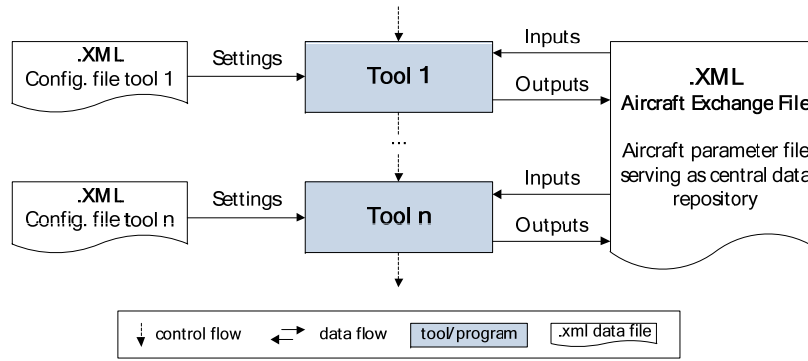 .XML
Config. file tool 1
Settings
Tool 1
Inputs
Outputs
.XML
Aircraft Exchange File
Aircraft parameter file
serving as central data
repository
...
.XML
Config. file tool n
Settings
Tool n
Inputs
Outputs
control flow
data flow
tool/program
.xml data file